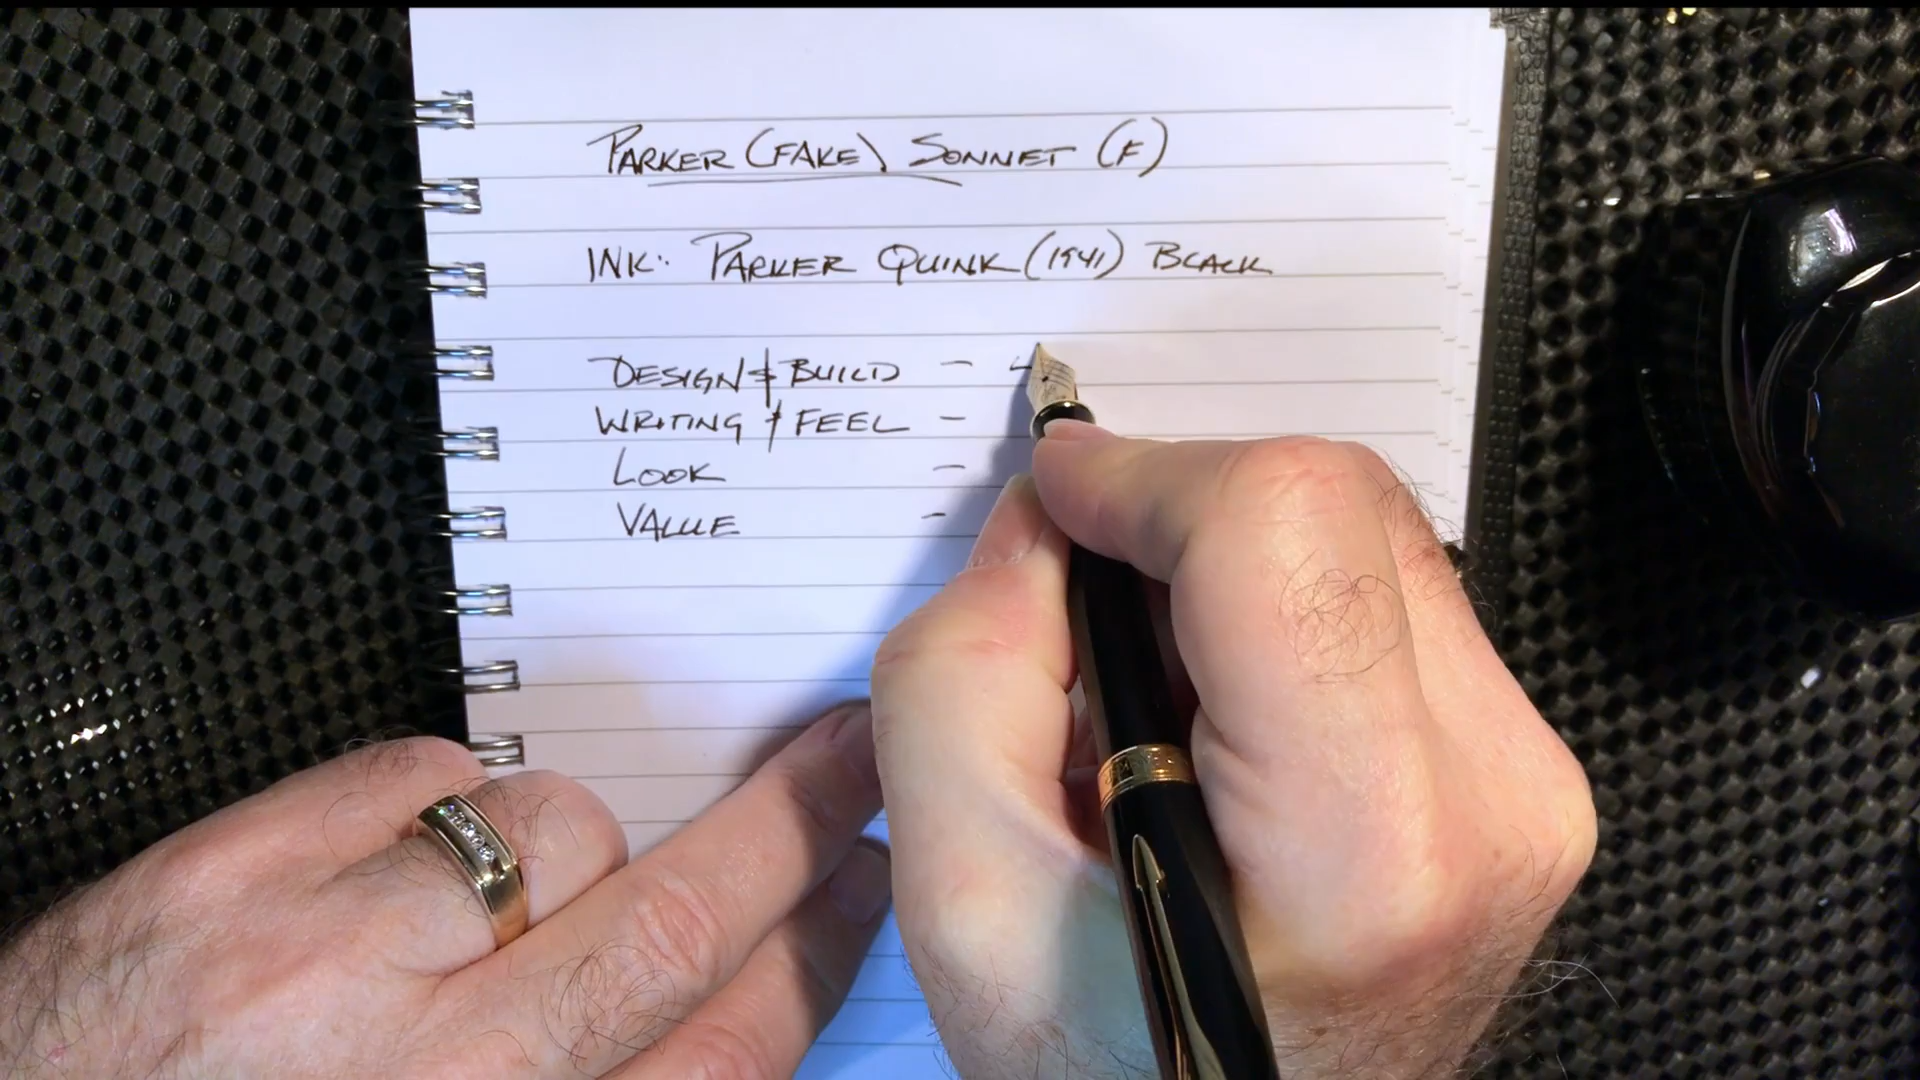 PARKER (FAKE) SONNET (F)
INK: PARKER QUINK (1941) BLACK
DESIGN & BUILD -
WRITING & FEEL -
LOOK -
VALUE -